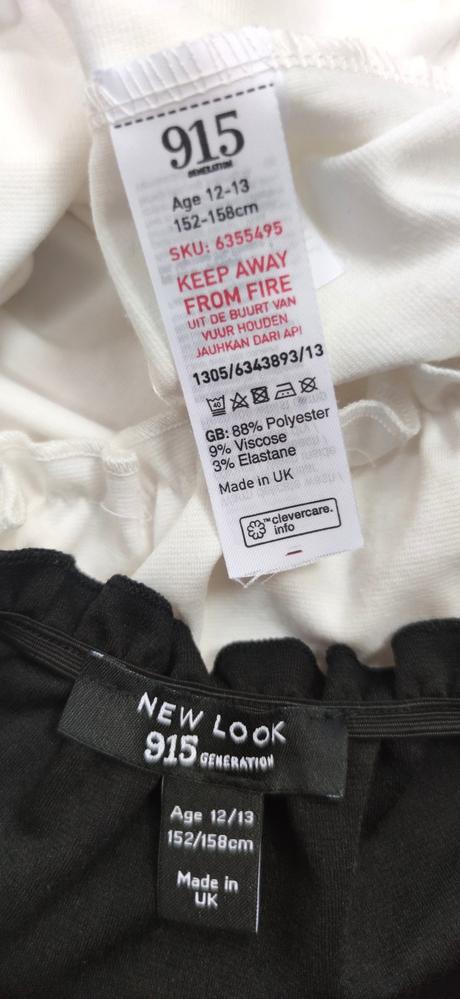 915
GENERATION
Age 12-13
152-158cm
SKU: 6355495
KEEP AWAY
FROM FIRE
UIT DE BUURT VAN
VUUR HOUDEN
JAUHKAN DARI API
1305/6343893/13
40
GB: 88% Polyester
9% Viscose
3% Elastane
Made in UK
™clevercare.
info
NEW LOOK
915 GENERATION
Age 12/13
152/158cm
Made in
UK